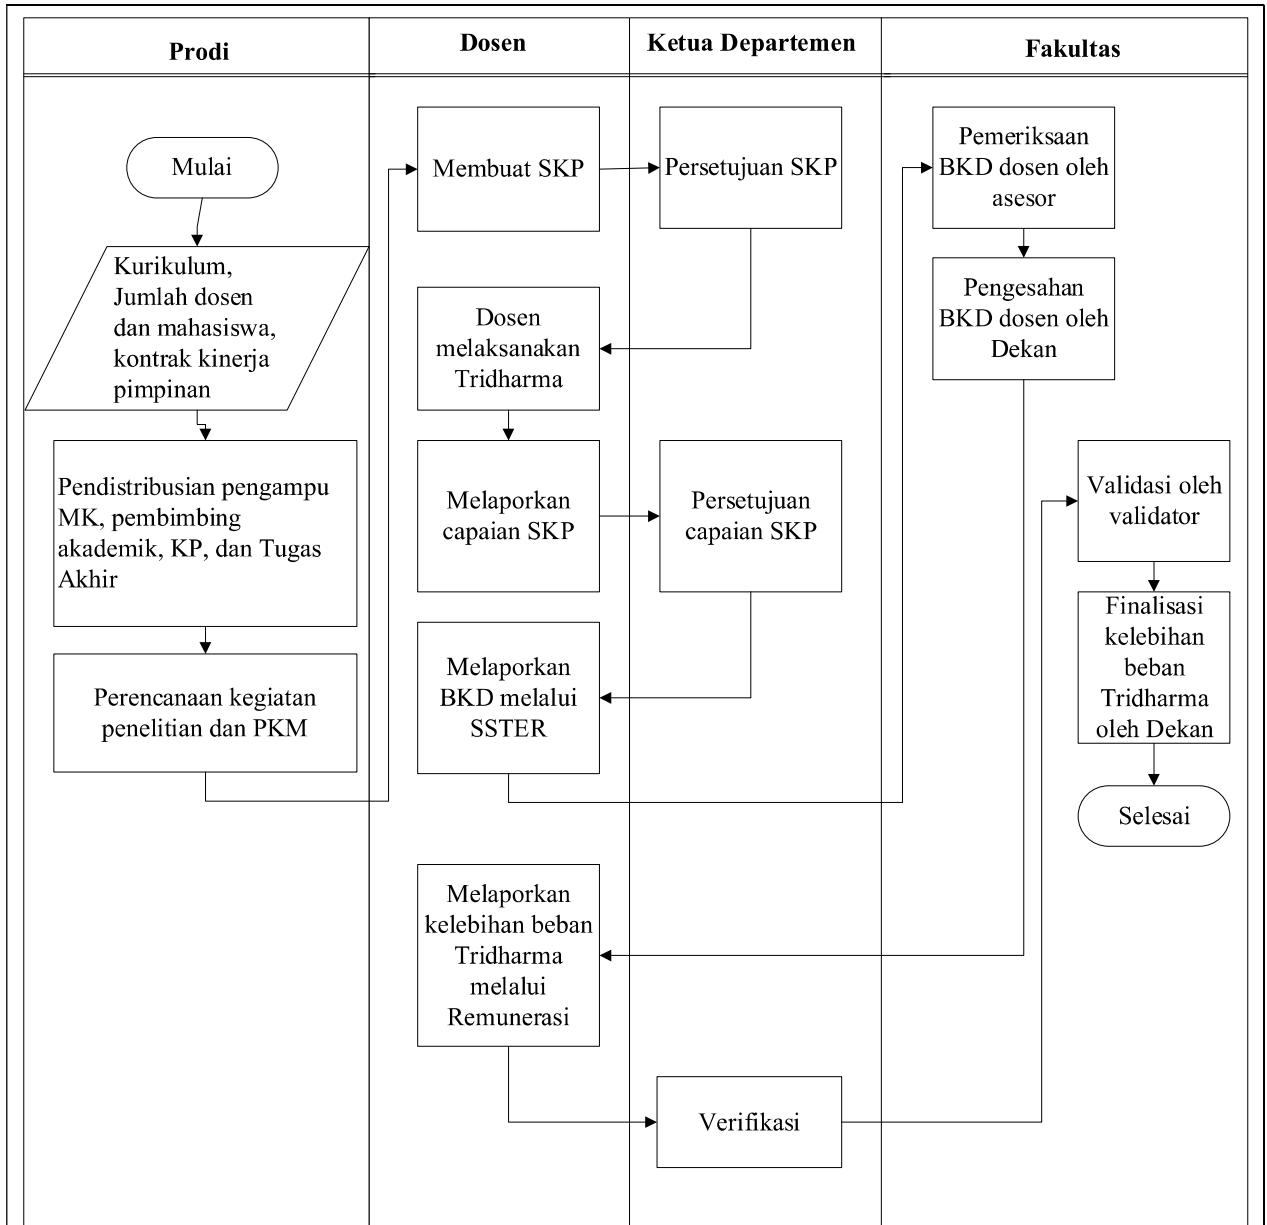 Prodi
Dosen
Ketua Departemen
Fakultas
Mulai
Kurikulum,
Jumlah dosen
dan mahasiswa,
kontrak kinerja
pimpinan
Pendistribusian pengampu
MK, pembimbing
akademik, KP, dan Tugas
Akhir
Perencanaan kegiatan
penelitian dan PKM
Membuat SKP
Persetujuan SKP
Dosen
melaksanakan
Tridharma
Melaporkan
capaian SKP
Persetujuan
capaian SKP
Melaporkan
BKD melalui
SSTER
Pemeriksaan
BKD dosen oleh
asesor
Pengesahan
BKD dosen oleh
Dekan
Melaporkan
kelebihan beban
Tridharma
melalui
Remunerasi
Verifikasi
Validasi oleh
validator
Finalisasi
kelebihan
beban
Tridharma
oleh Dekan
Selesai